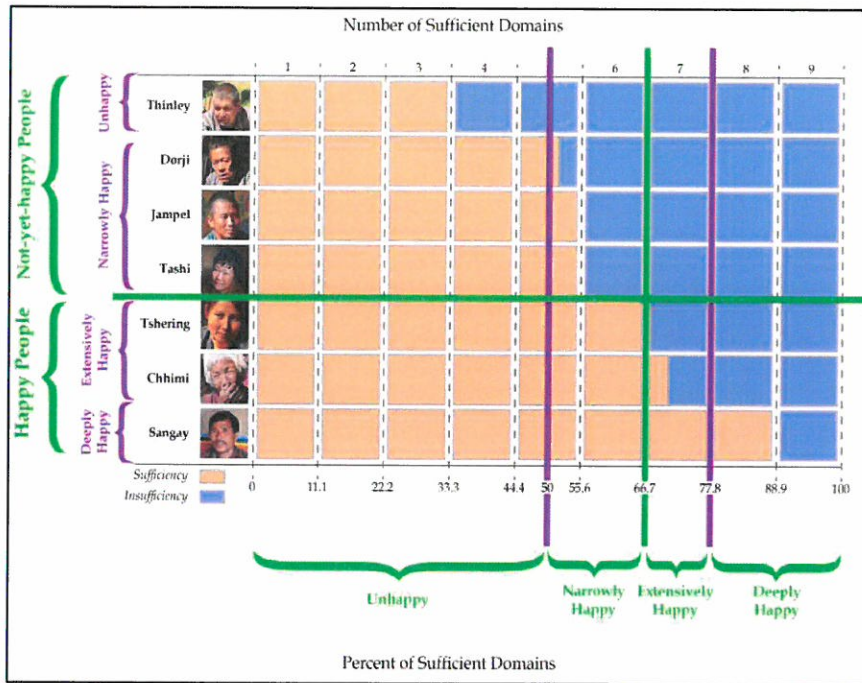 Number of Sufficient Domains
1 2 3 4 6 7 8 9
Not-yet-happy People
Happy People
Unhappy
Narrowly Happy
Extensively Happy
Deeply
Happy
Thinley
Dorji
Jampel
Tashi
Tshering
Chhimi
Sangay
Sufficiency
Insufficiency
0 11.1 22.2 33.3 44.4 50 55.6 66.7 77.8 88.9 100
Unhappy
Narrowly
Happy
Extensively
Happy
Deeply
Happy
Percent of Sufficient Domains